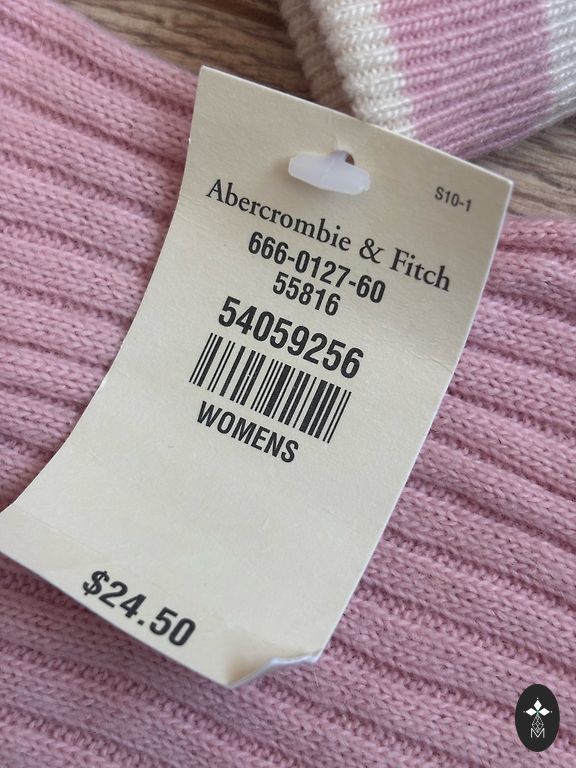 S10-1
Abercrombie & Fitch
666-0127-60
55816
54059256
WOMENS
$24.50
M